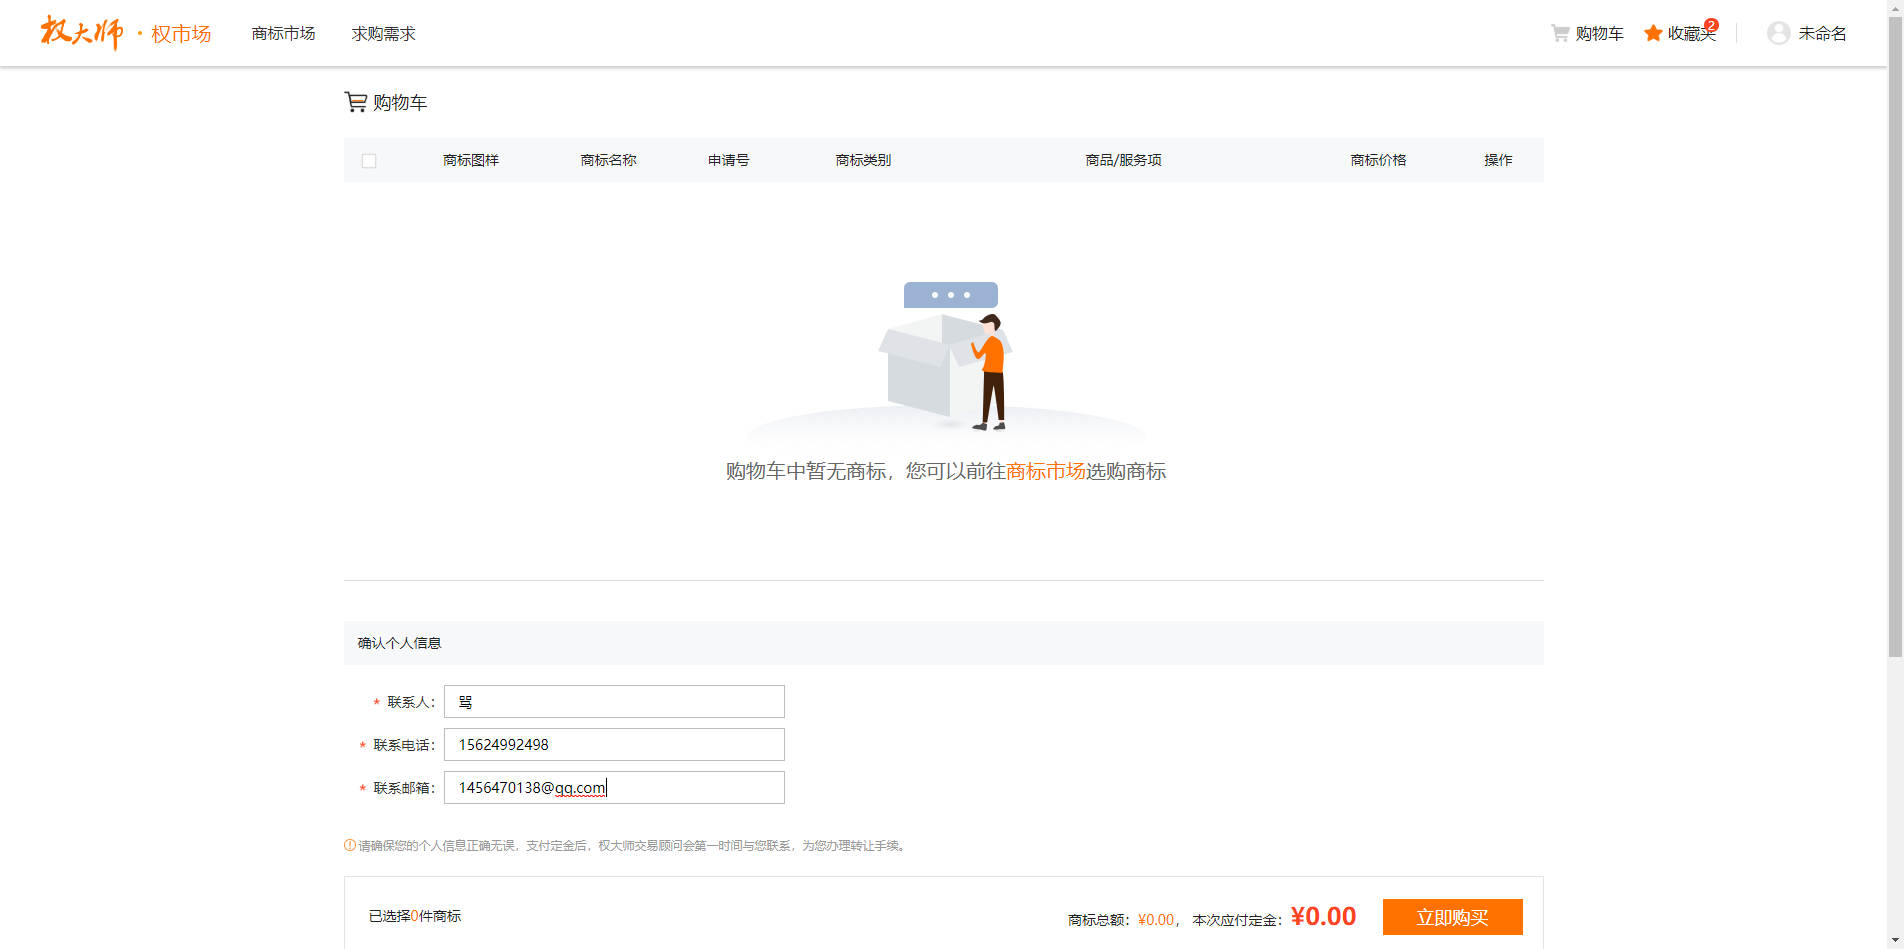 权大师 · 权市场 商标市场 求购需求 购物车 收藏夹 2 未命名
购物车
商标图样 商标名称 申请号 商标类别 商品/服务项 商标价格 操作
购物车中暂无商标，您可以前往商标市场选购商标
确认个人信息
* 联系人： 骂
* 联系电话： 15624992498
* 联系邮箱： 1456470138@qq.com
请确保您的个人信息正确无误，支付定金后，权大师交易顾问会第一时间与您联系，为您办理转让手续。
已选择0件商标 商标总额：¥0.00， 本次应付定金：¥0.00 立即购买